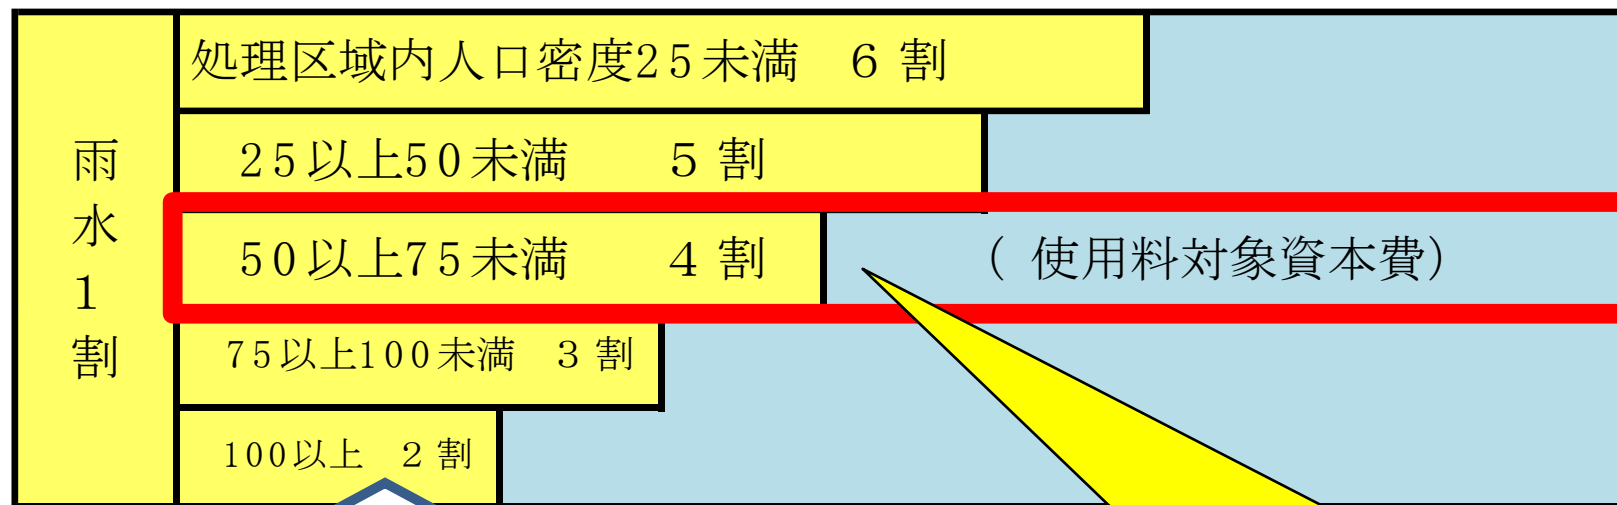 雨水1割
処理区域内人口密度25未満　6割
25以上50未満　5割
50以上75未満　4割
(使用料対象資本費)
75以上100未満　3割
100以上　2割